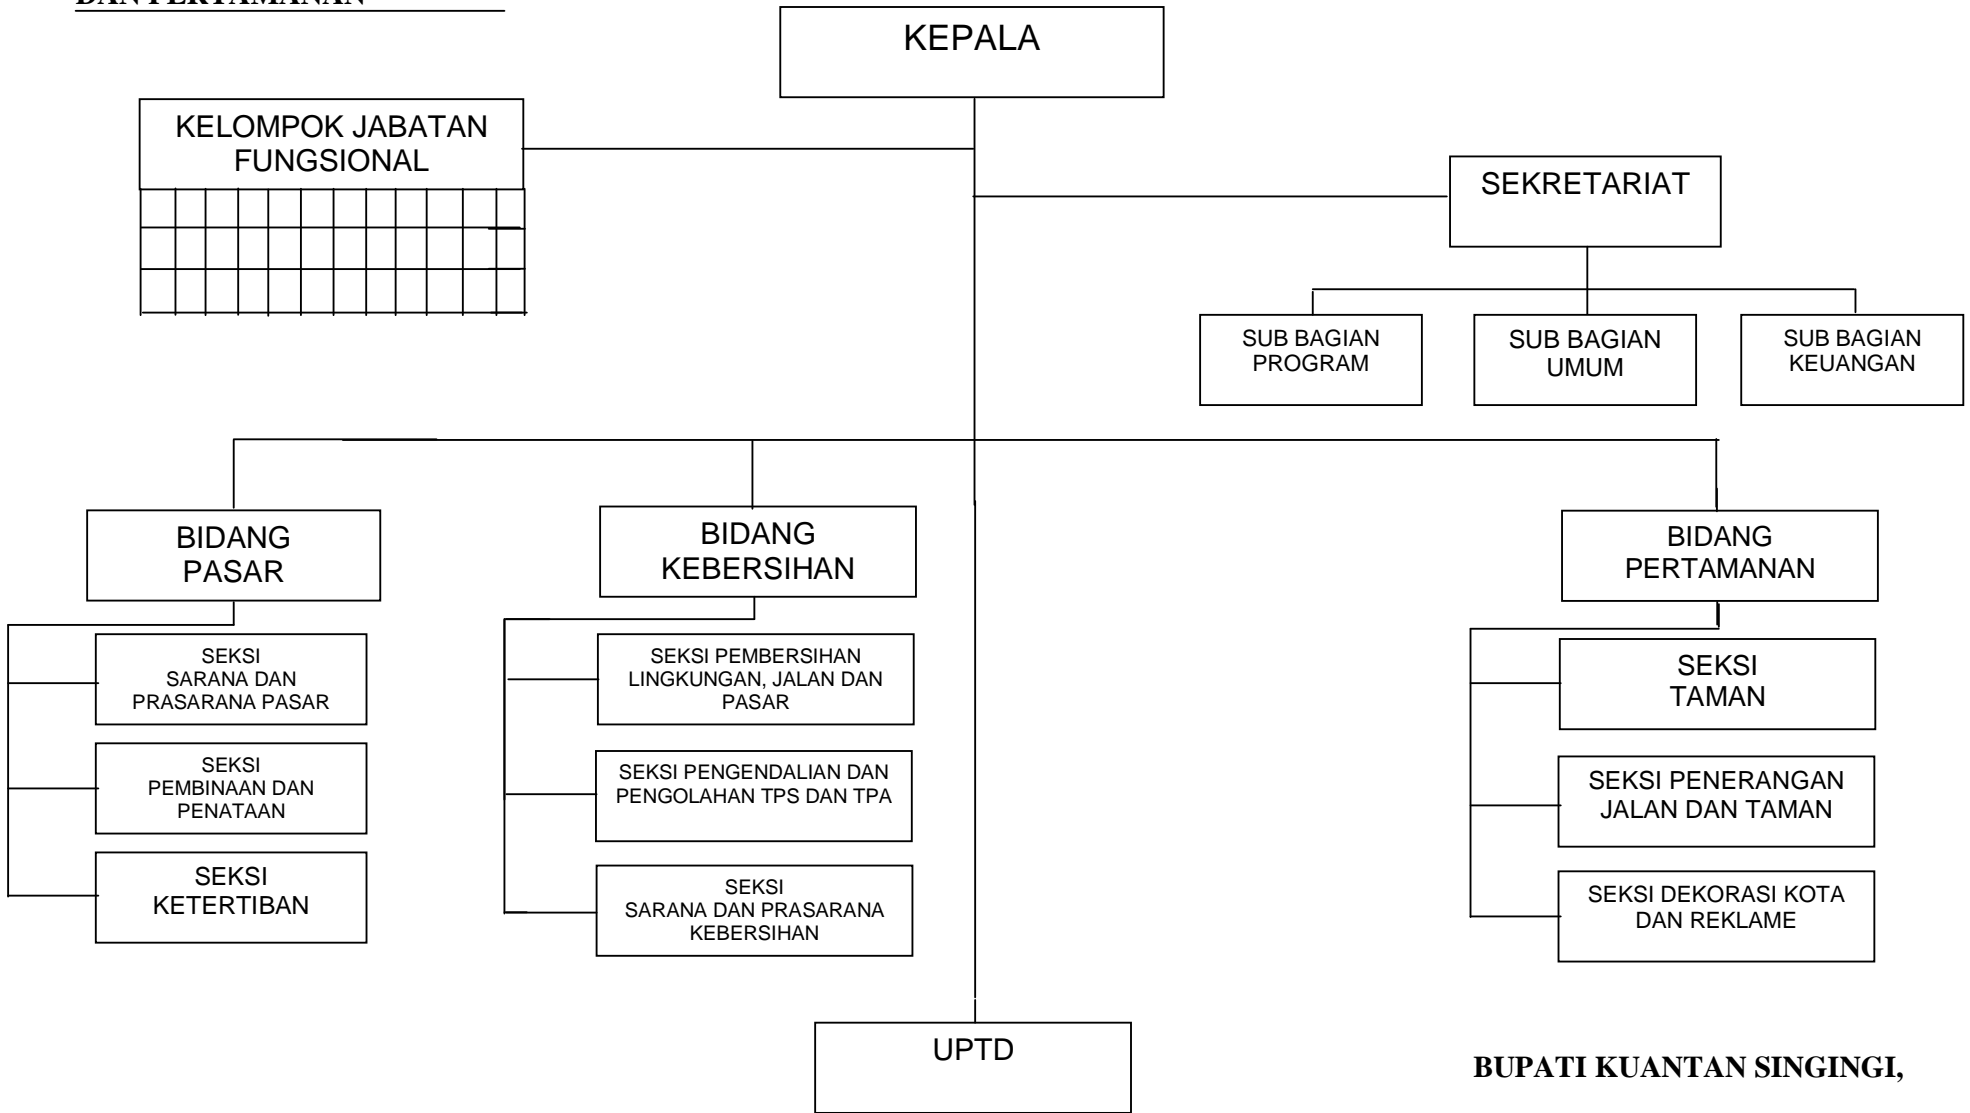 DAN PERTAMANAN
KEPALA
KELOMPOK JABATAN
FUNGSIONAL
SEKRETARIAT
SUB BAGIAN
PROGRAM
SUB BAGIAN
UMUM
SUB BAGIAN
KEUANGAN
BIDANG
PASAR
SEKSI
SARANA DAN
PRASARANA PASAR
SEKSI
PEMBINAAN DAN
PENATAAN
SEKSI
KETERTIBAN
BIDANG
KEBERSIHAN
SEKSI PEMBERSIHAN
LINGKUNGAN, JALAN DAN
PASAR
SEKSI PENGENDALIAN DAN
PENGOLAHAN TPS DAN TPA
SEKSI
SARANA DAN PRASARANA
KEBERSIHAN
BIDANG
PERTAMANAN
SEKSI
TAMAN
SEKSI PENERANGAN
JALAN DAN TAMAN
SEKSI DEKORASI KOTA
DAN REKLAME
UPTD
BUPATI KUANTAN SINGINGI,